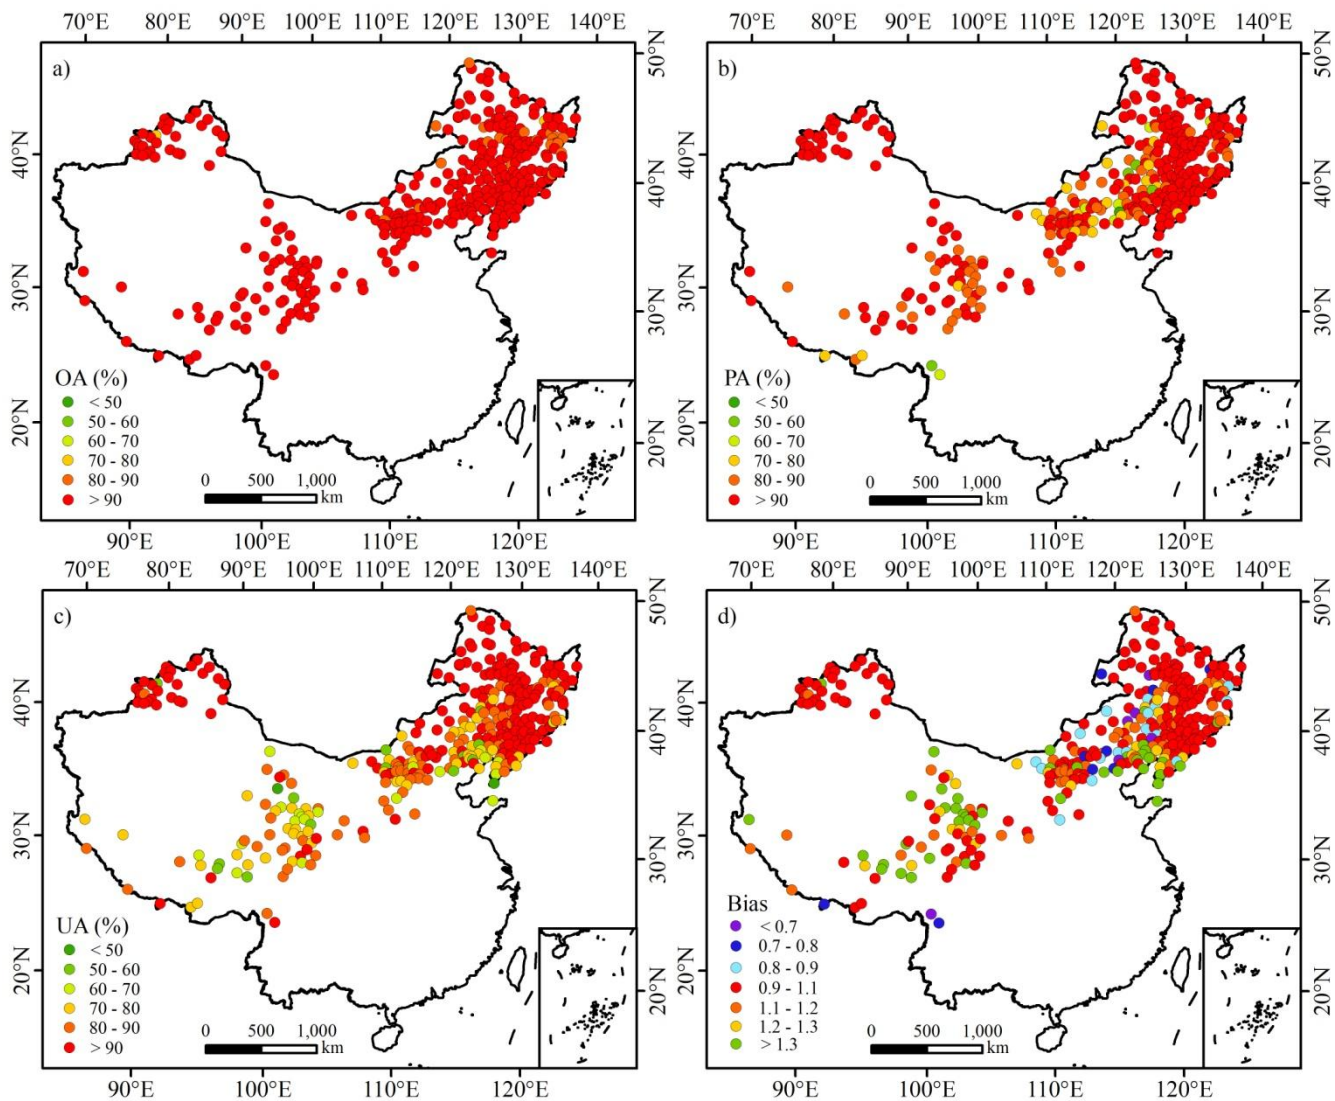 70°E 80°E 90°E 100°E 110°E 120°E 130°E 140°E
a)
50°N
40°N
40°N
30°N
30°N
20°N
20°N
OA (%)
< 50
50 - 60
60 - 70
70 - 80
80 - 90
> 90
0 500 1,000
km
90°E 100°E 110°E 120°E
70°E 80°E 90°E 100°E 110°E 120°E 130°E 140°E
b)
50°N
40°N
40°N
30°N
30°N
20°N
20°N
PA (%)
< 50
50 - 60
60 - 70
70 - 80
80 - 90
> 90
0 500 1,000
km
90°E 100°E 110°E 120°E
70°E 80°E 90°E 100°E 110°E 120°E 130°E 140°E
c)
50°N
40°N
40°N
30°N
30°N
20°N
20°N
UA (%)
< 50
50 - 60
60 - 70
70 - 80
80 - 90
> 90
0 500 1,000
km
90°E 100°E 110°E 120°E
70°E 80°E 90°E 100°E 110°E 120°E 130°E 140°E
d)
50°N
40°N
40°N
30°N
30°N
20°N
20°N
Bias
< 0.7
0.7 - 0.8
0.8 - 0.9
0.9 - 1.1
1.1 - 1.2
1.2 - 1.3
> 1.3
0 500 1,000
km
90°E 100°E 110°E 120°E